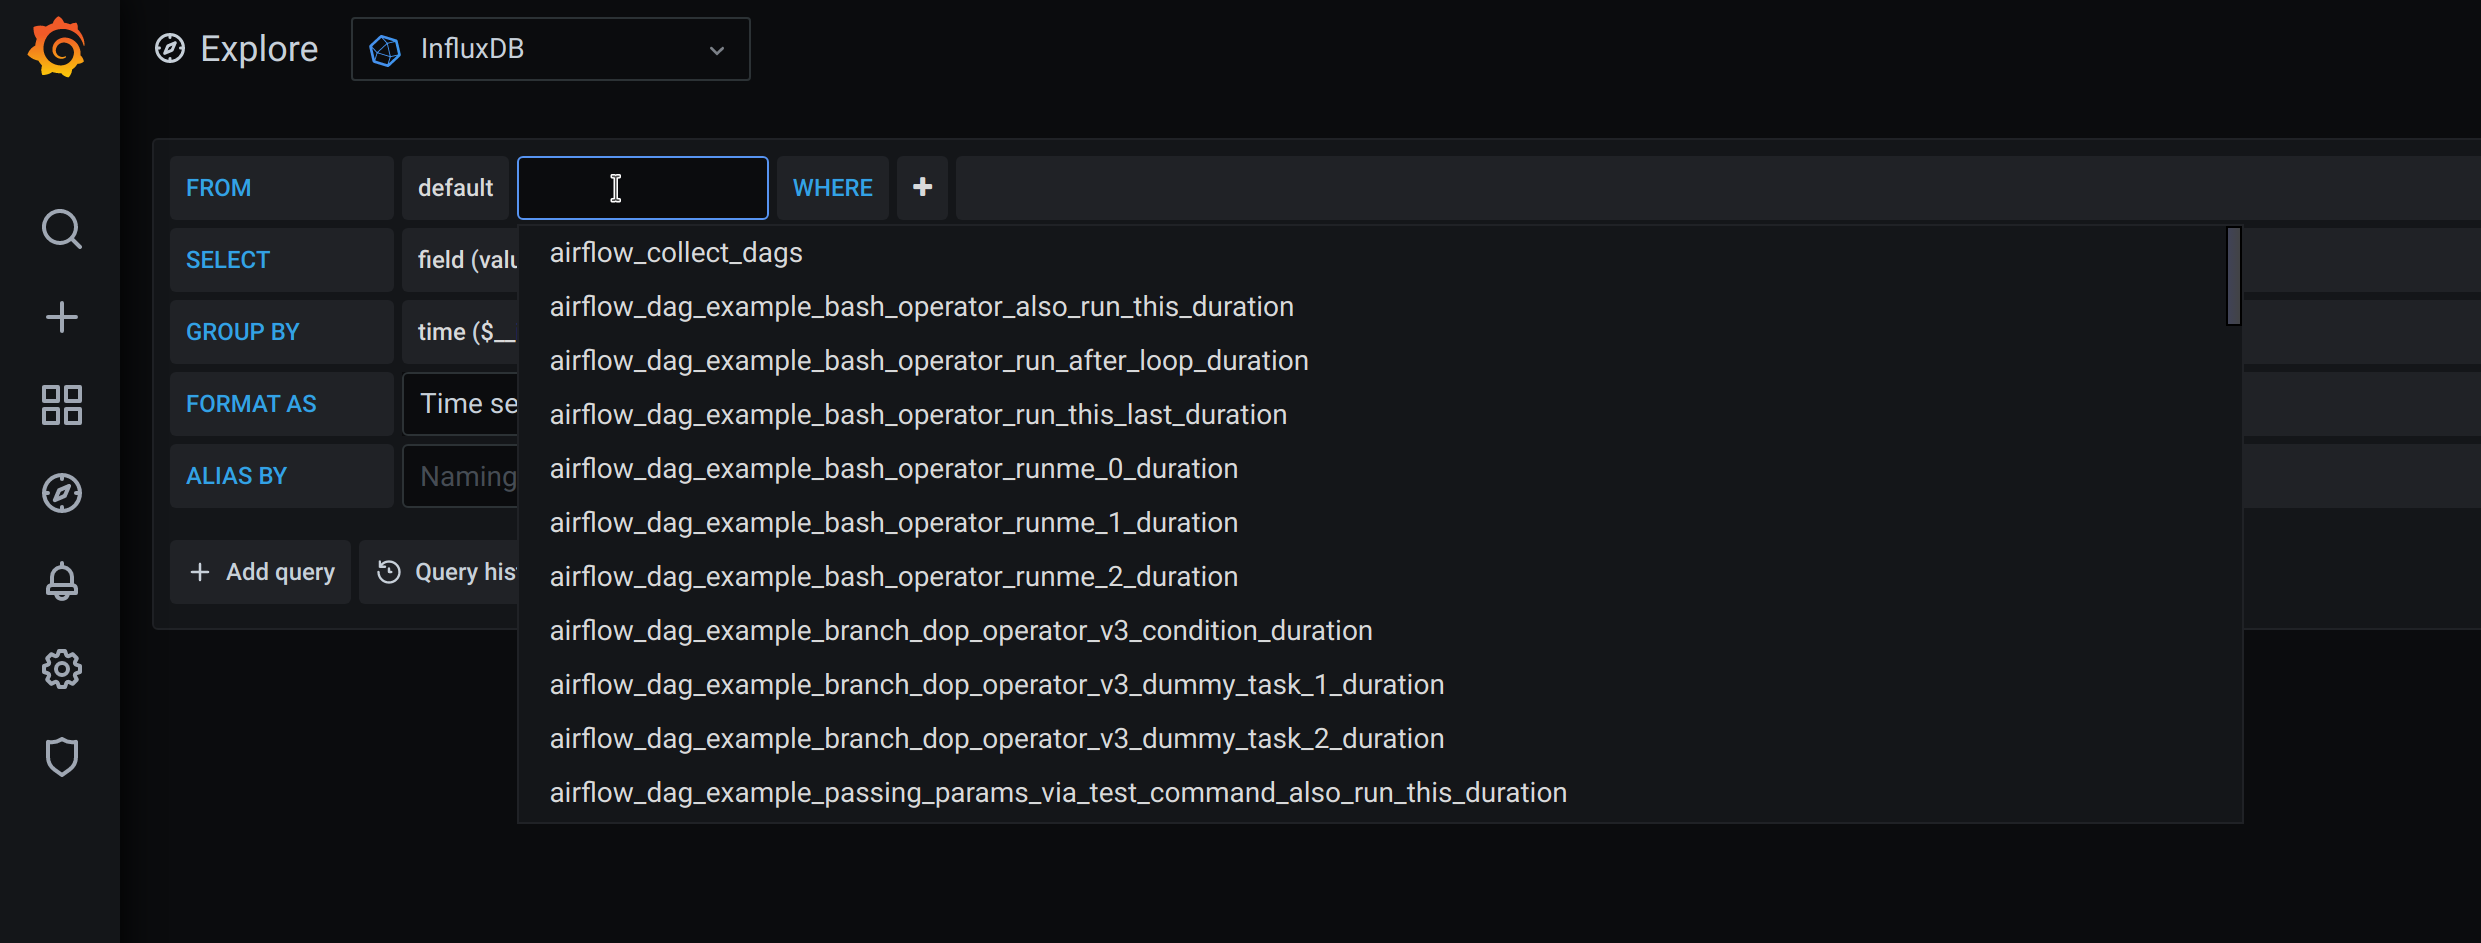 Explore InfluxDB
FROM default WHERE +
SELECT field (valu
GROUP BY time ($__
FORMAT AS Time se
ALIAS BY Naming
+ Add query Query his
airflow_collect_dags
airflow_dag_example_bash_operator_also_run_this_duration
airflow_dag_example_bash_operator_run_after_loop_duration
airflow_dag_example_bash_operator_run_this_last_duration
airflow_dag_example_bash_operator_runme_0_duration
airflow_dag_example_bash_operator_runme_1_duration
airflow_dag_example_bash_operator_runme_2_duration
airflow_dag_example_branch_dop_operator_v3_condition_duration
airflow_dag_example_branch_dop_operator_v3_dummy_task_1_duration
airflow_dag_example_branch_dop_operator_v3_dummy_task_2_duration
airflow_dag_example_passing_params_via_test_command_also_run_this_duration